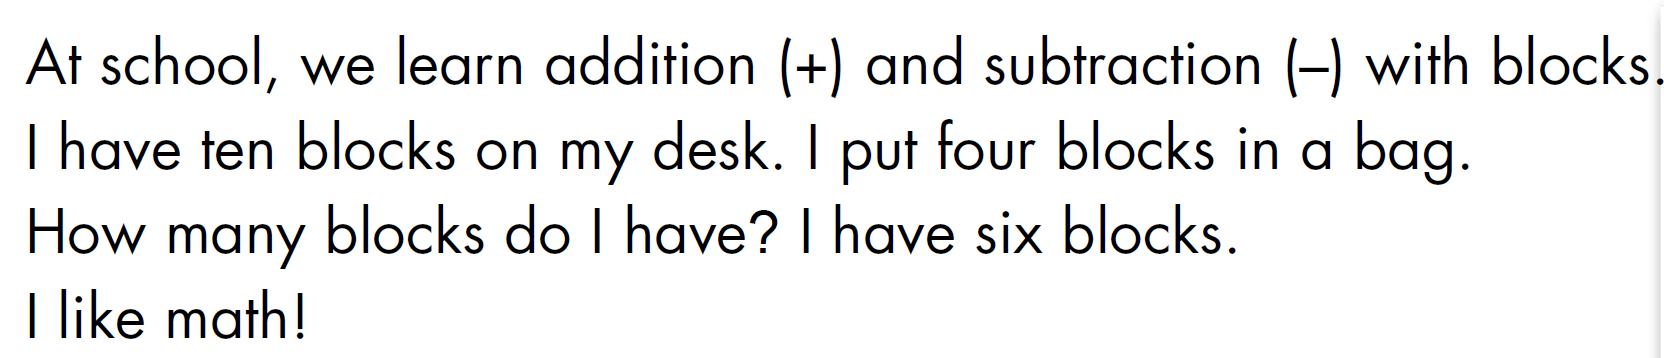 At school, we learn addition (+) and subtraction (–) with blocks.
I have ten blocks on my desk. I put four blocks in a bag.
How many blocks do I have? I have six blocks.
I like math!